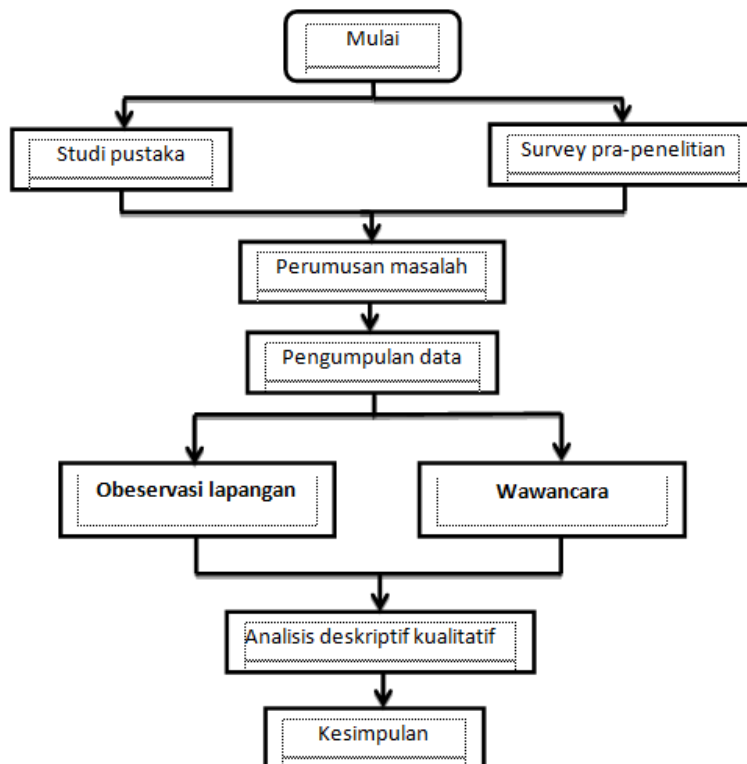 Mulai
Studi pustaka
Survey pra-penelitian
Perumusan masalah
Pengumpulan data
Obeservasi lapangan
Wawancara
Analisis deskriptif kualitatif
Kesimpulan